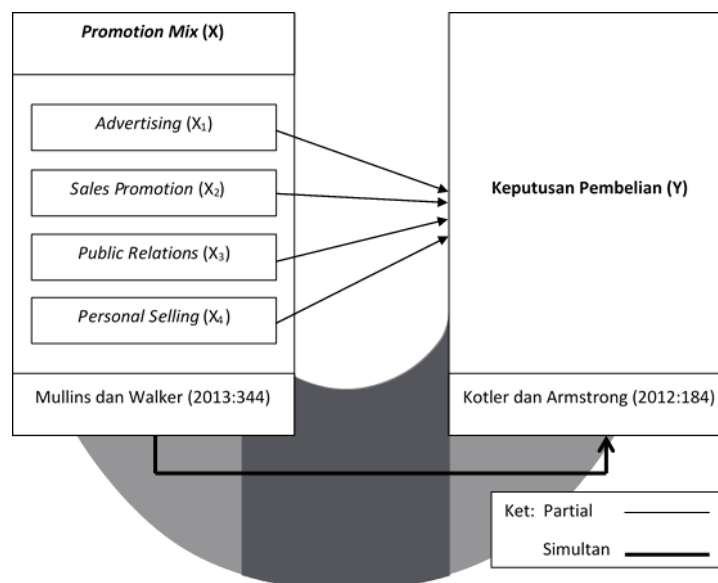 Promotion Mix (X)
Advertising (X₁)
Sales Promotion (X₂)
Public Relations (X₃)
Personal Selling (X₄)
Mullins dan Walker (2013:344)
Keputusan Pembelian (Y)
Kotler dan Armstrong (2012:184)
Ket: Partial
Simultan